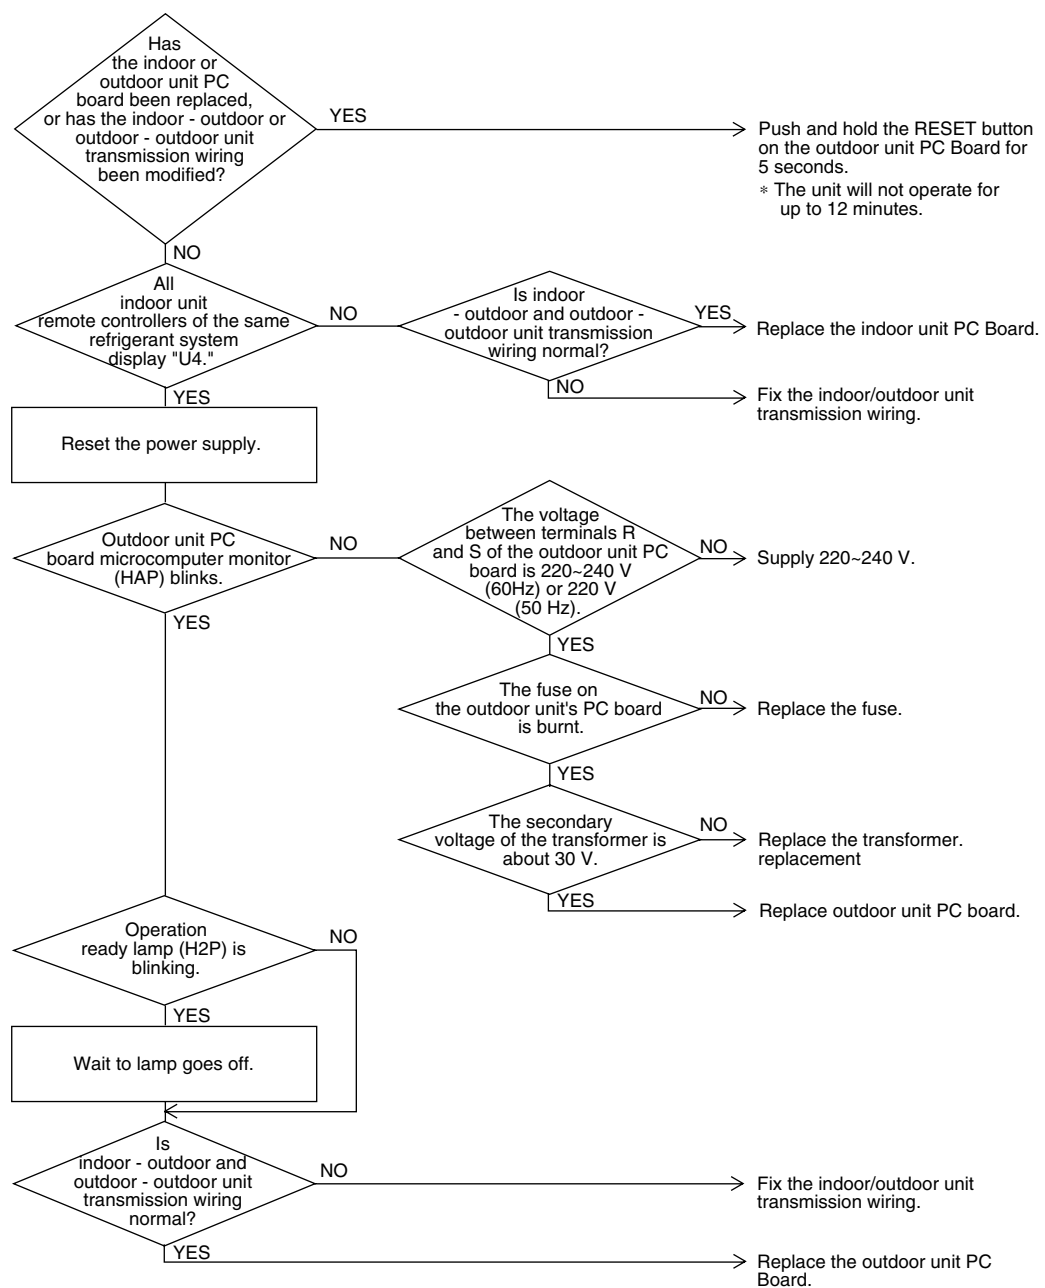 Has
the indoor or
outdoor unit PC
board been replaced,
or has the indoor - outdoor or
outdoor - outdoor unit
transmission wiring
been modified?
YES
Push and hold the RESET button
on the outdoor unit PC Board for
5 seconds.
* The unit will not operate for
up to 12 minutes.
NO
All
indoor unit
remote controllers of the same
refrigerant system
display "U4."
NO
Is indoor
- outdoor and outdoor -
outdoor unit transmission
wiring normal?
YES
Replace the indoor unit PC Board.
NO
Fix the indoor/outdoor unit
transmission wiring.
YES
Reset the power supply.
Outdoor unit PC
board microcomputer monitor
(HAP) blinks.
NO
The voltage
between terminals R
and S of the outdoor unit PC
board is 220~240 V
(60Hz) or 220 V
(50 Hz).
NO
Supply 220~240 V.
YES
YES
The fuse on
the outdoor unit's PC board
is burnt.
NO
Replace the fuse.
YES
The secondary
voltage of the transformer is
about 30 V.
NO
Replace the transformer.
replacement
YES
Replace outdoor unit PC board.
Operation
ready lamp (H2P) is
blinking.
NO
YES
Wait to lamp goes off.
Is
indoor - outdoor and
outdoor - outdoor unit
transmission wiring
normal?
NO
Fix the indoor/outdoor unit
transmission wiring.
YES
Replace the outdoor unit PC
Board.